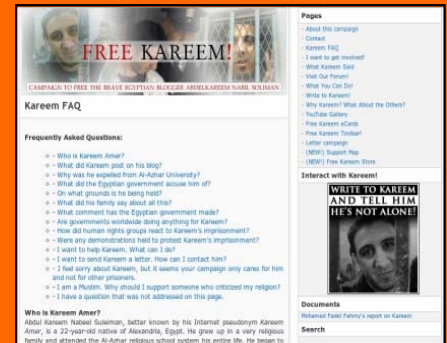 FREE KAREEM!
CAMPAIGN TO FREE THE BRAVE EGYPTIAN BLOGGER ABDELKAREEM NABIL SOLIMAN
Kareem FAQ
Frequently Asked Questions:
- Who is Kareem Amer?
- What did Kareem post on his blog?
- Why was he expelled from Al-Azhar University?
- What did the Egyptian Government accuse him of?
- On what grounds is he being held?
- What did his family say about all this?
- What comment has the Egyptian government made?
- Are governments worldwide doing anything for Kareem?
- How did human rights groups react to Kareem's imprisonment?
- Were any demonstrations held to protest Kareem's imprisonment?
- I want to help Kareem. What can I do?
- I want to send Kareem a letter. How can I contact him?
- I feel sorry about Kareem, but it seems your campaign only cares for him
and not for other prisoners.
- I am a Muslim. Why should I support someone who criticized my religion?
- I have a question that was not addressed on this page.
Who is Kareem Amer?
Abdul Kareem Nabeel Suleiman, better known by his Internet pseudonym Kareem
Amer, is a 22-year-old native of Alexandria, Egypt. He grew up in a very religious
family and attended the Al-Azhar religious school system his entire life. He began to
Pages
- About this campaign
- Contact
- Kareem FAQ
- I want to get involved!
- What Kareem Said
- Visit Our Forum!
- What You Can Do!
- Write to Kareem!
- Why Kareem? What About the Others?
- YouTube Gallery
- Free Kareem eCards
- Free Kareem Toolbar!
- Letter campaign
- (NEW!) Support Map
- (NEW!) Free Kareem Store
Interact with Kareem!
WRITE TO KAREEM
AND TELL HIM
HE'S NOT ALONE!
Documents
Mohamed Fadel Fahmy's report on Kareem
Search